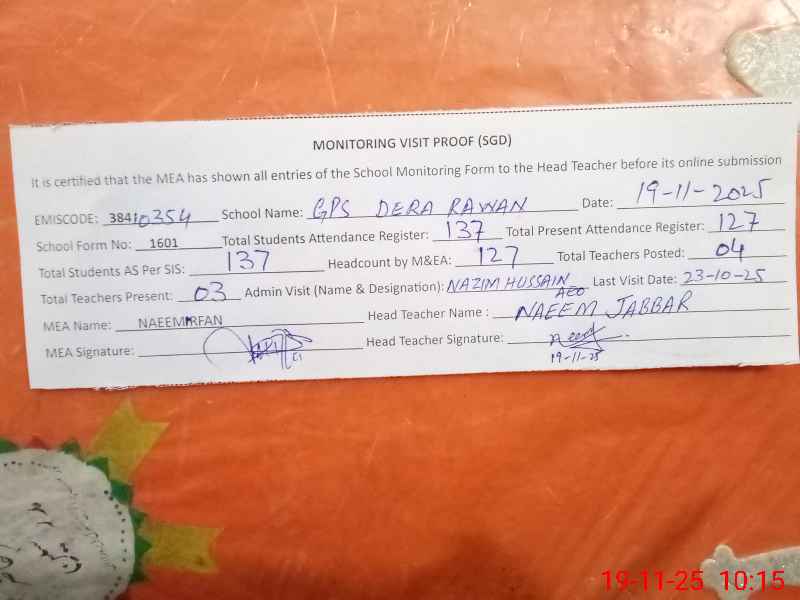 MONITORING VISIT PROOF (SGD)
It is certified that the MEA has shown all entries of the School Monitoring Form to the Head Teacher before its online submission
EMISCODE: 38410354 School Name: GPS DERA RAWAN Date: 19-11-2025
School Form No: 1601 Total Students Attendance Register: 137 Total Present Attendance Register: 127
Total Students AS Per SIS: 137 Headcount by M&EA: 127 Total Teachers Posted: 04
Total Teachers Present: 03 Admin Visit (Name & Designation): NAZIM HUSSAIN AEO Last Visit Date: 23-10-25
MEA Name: NAEEM IRFAN Head Teacher Name : NAEEM JABBAR
MEA Signature: Head Teacher Signature:
19-11-25
19-11-25 10:15